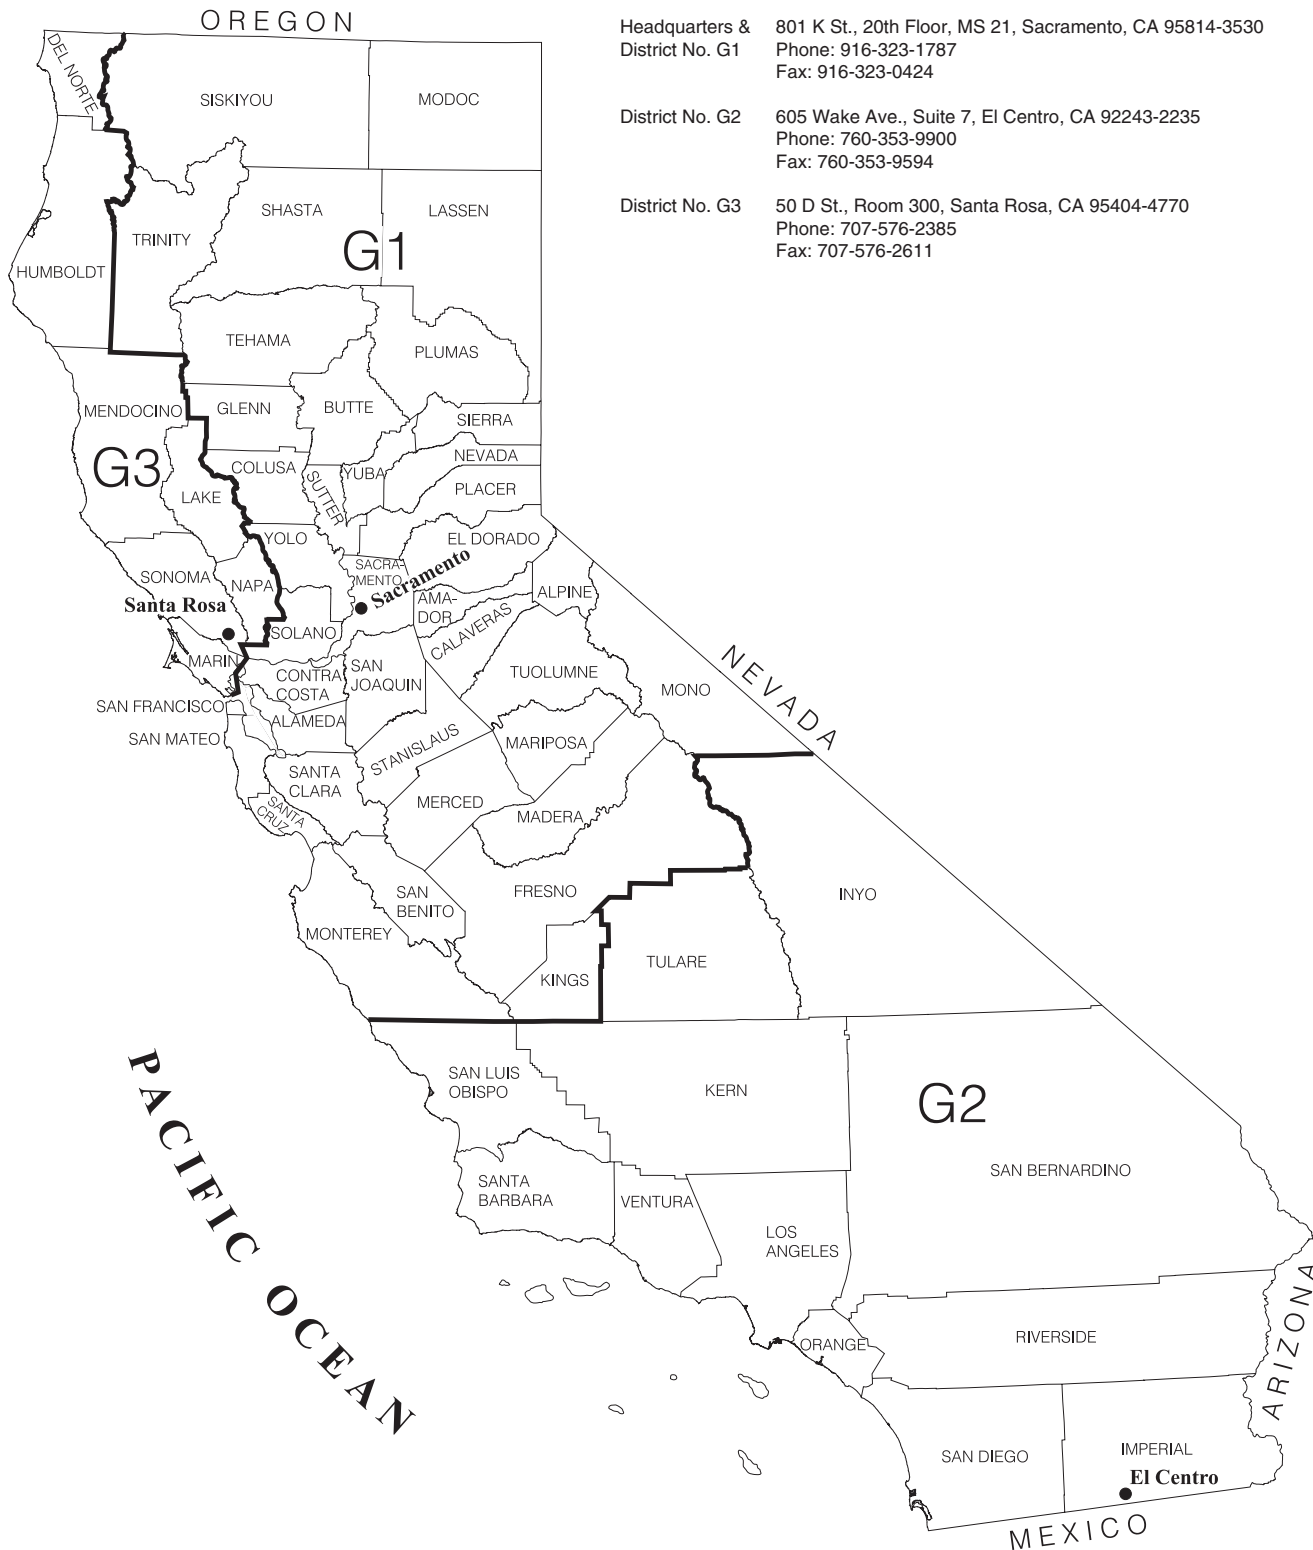 OREGON
Headquarters & 801 K St., 20th Floor, MS 21, Sacramento, CA 95814-3530
District No. G1 Phone: 916-323-1787
Fax: 916-323-0424
District No. G2 605 Wake Ave., Suite 7, El Centro, CA 92243-2235
Phone: 760-353-9900
Fax: 760-353-9594
District No. G3 50 D St., Room 300, Santa Rosa, CA 95404-4770
Phone: 707-576-2385
Fax: 707-576-2611
DEL NORTE
SISKIYOU
MODOC
SHASTA
LASSEN
TRINITY
G1
HUMBOLDT
TEHAMA
PLUMAS
MENDOCINO
GLENN
BUTTE
SIERRA
G3
COLUSA
SUTTER
YUBA
NEVADA
PLACER
LAKE
YOLO
EL DORADO
SONOMA
NAPA
SACRA-
MENTO
Sacramento
Santa Rosa
AMA-
DOR
ALPINE
SOLANO
CALAVERAS
MARIN
CONTRA
COSTA
SAN
JOAQUIN
TUOLUMNE
MONO
NEVADA
SAN FRANCISCO
ALAMEDA
SAN MATEO
STANISLAUS
MARIPOSA
SANTA
CLARA
SANTA
CRUZ
MERCED
MADERA
SAN
BENITO
FRESNO
INYO
MONTEREY
KINGS
TULARE
SAN LUIS
OBISPO
KERN
G2
SAN BERNARDINO
SANTA
BARBARA
VENTURA
LOS
ANGELES
PACIFIC OCEAN
ORANGE
RIVERSIDE
ARIZONA
SAN DIEGO
IMPERIAL
El Centro
MEXICO